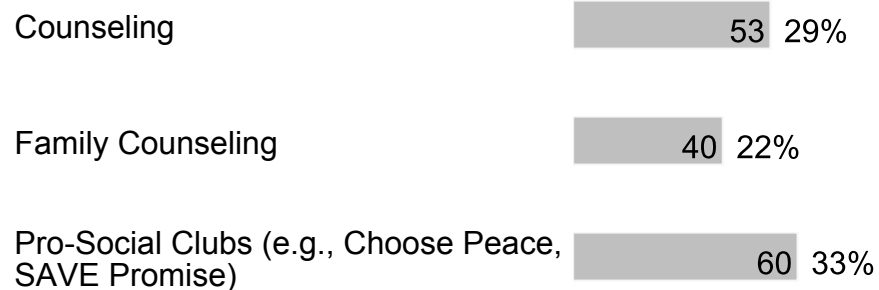 Counseling 53 29%
Family Counseling 40 22%
Pro-Social Clubs (e.g., Choose Peace,
SAVE Promise) 60 33%